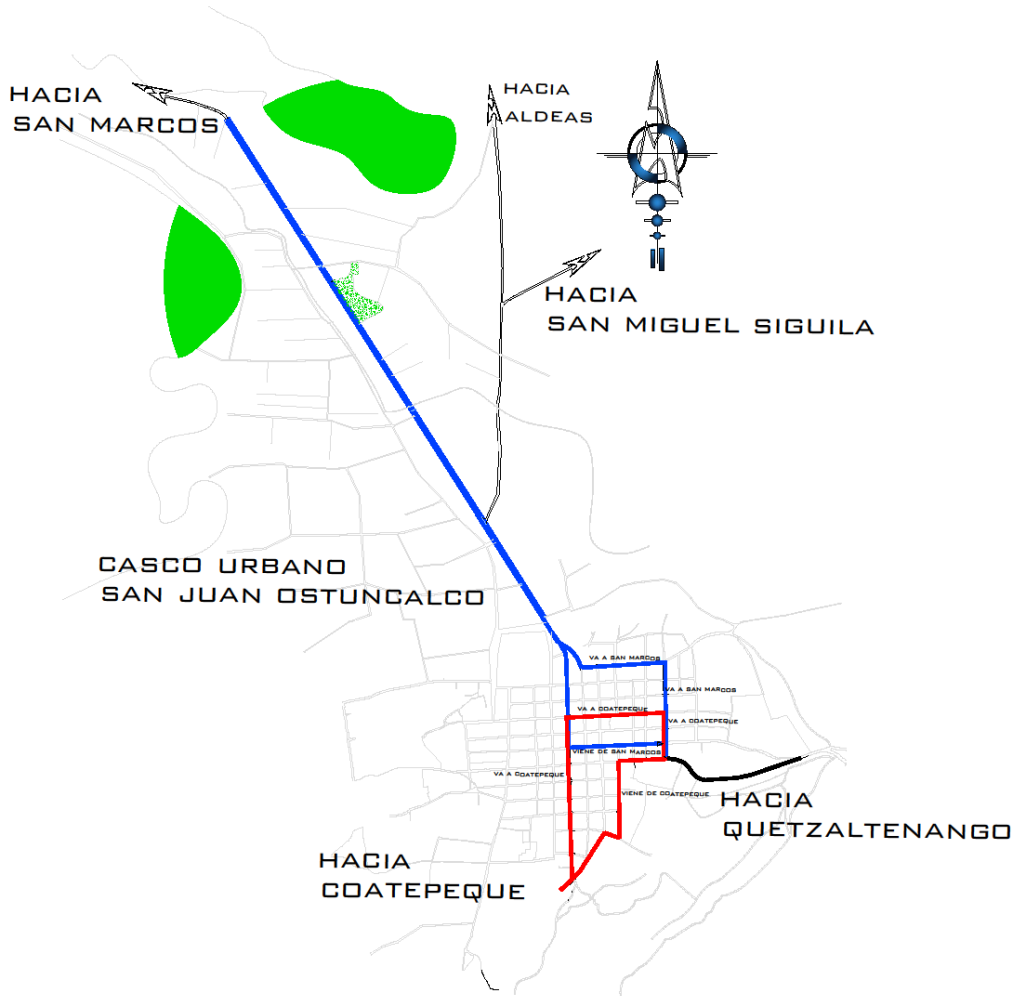 HACIA
SAN MARCOS
HACIA
ALDEAS
HACIA
SAN MIGUEL SIGUILA
CASCO URBANO
SAN JUAN OSTUNCALCO
VA A SAN MARCOS
VA A SAN MARCOS
VA A COATEPEQUE
VA A COATEPEQUE
VIENE DE SAN MARCOS
VA A COATEPEQUE
VIENE DE COATEPEQUE
HACIA
QUETZALTENANGO
HACIA
COATEPEQUE